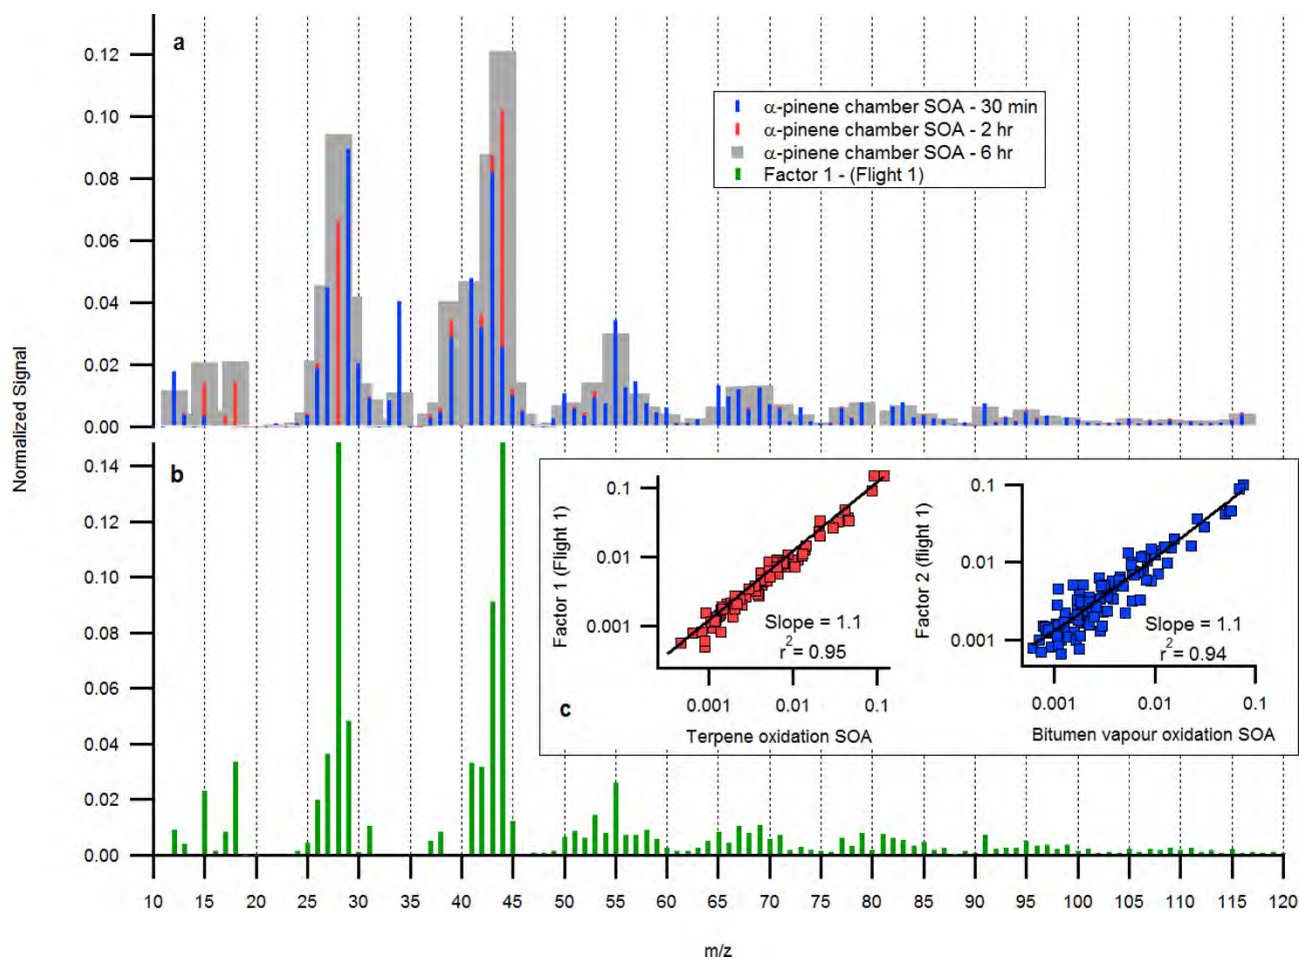 a
0.12
0.10
0.08
0.06
0.04
0.02
0.00
α-pinene chamber SOA - 30 min
α-pinene chamber SOA - 2 hr
α-pinene chamber SOA - 6 hr
Factor 1 - (Flight 1)
Normalized Signal
b
0.14
0.12
0.10
0.08
0.06
0.04
0.02
0.00
c
Factor 1 (Flight 1)
0.1
0.01
0.001
Slope = 1.1
r2 = 0.95
0.001 0.01 0.1
Terpene oxidation SOA
Factor 2 (flight 1)
0.1
0.01
0.001
Slope = 1.1
r2 = 0.94
0.001 0.01 0.1
Bitumen vapour oxidation SOA
10 15 20 25 30 35 40 45 50 55 60 65 70 75 80 85 90 95 100 105 110 115 120
m/z